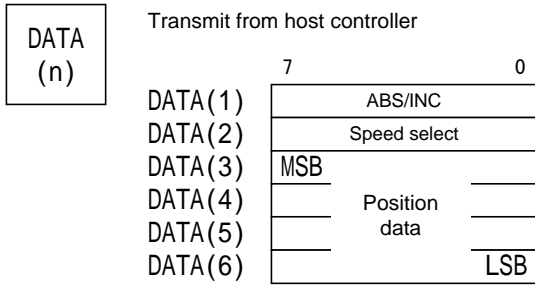 DATA
(n)
Transmit from host controller
7 0
DATA(1) ABS/INC
DATA(2) Speed select
DATA(3) MSB
DATA(4) Position
DATA(5) data
DATA(6) LSB